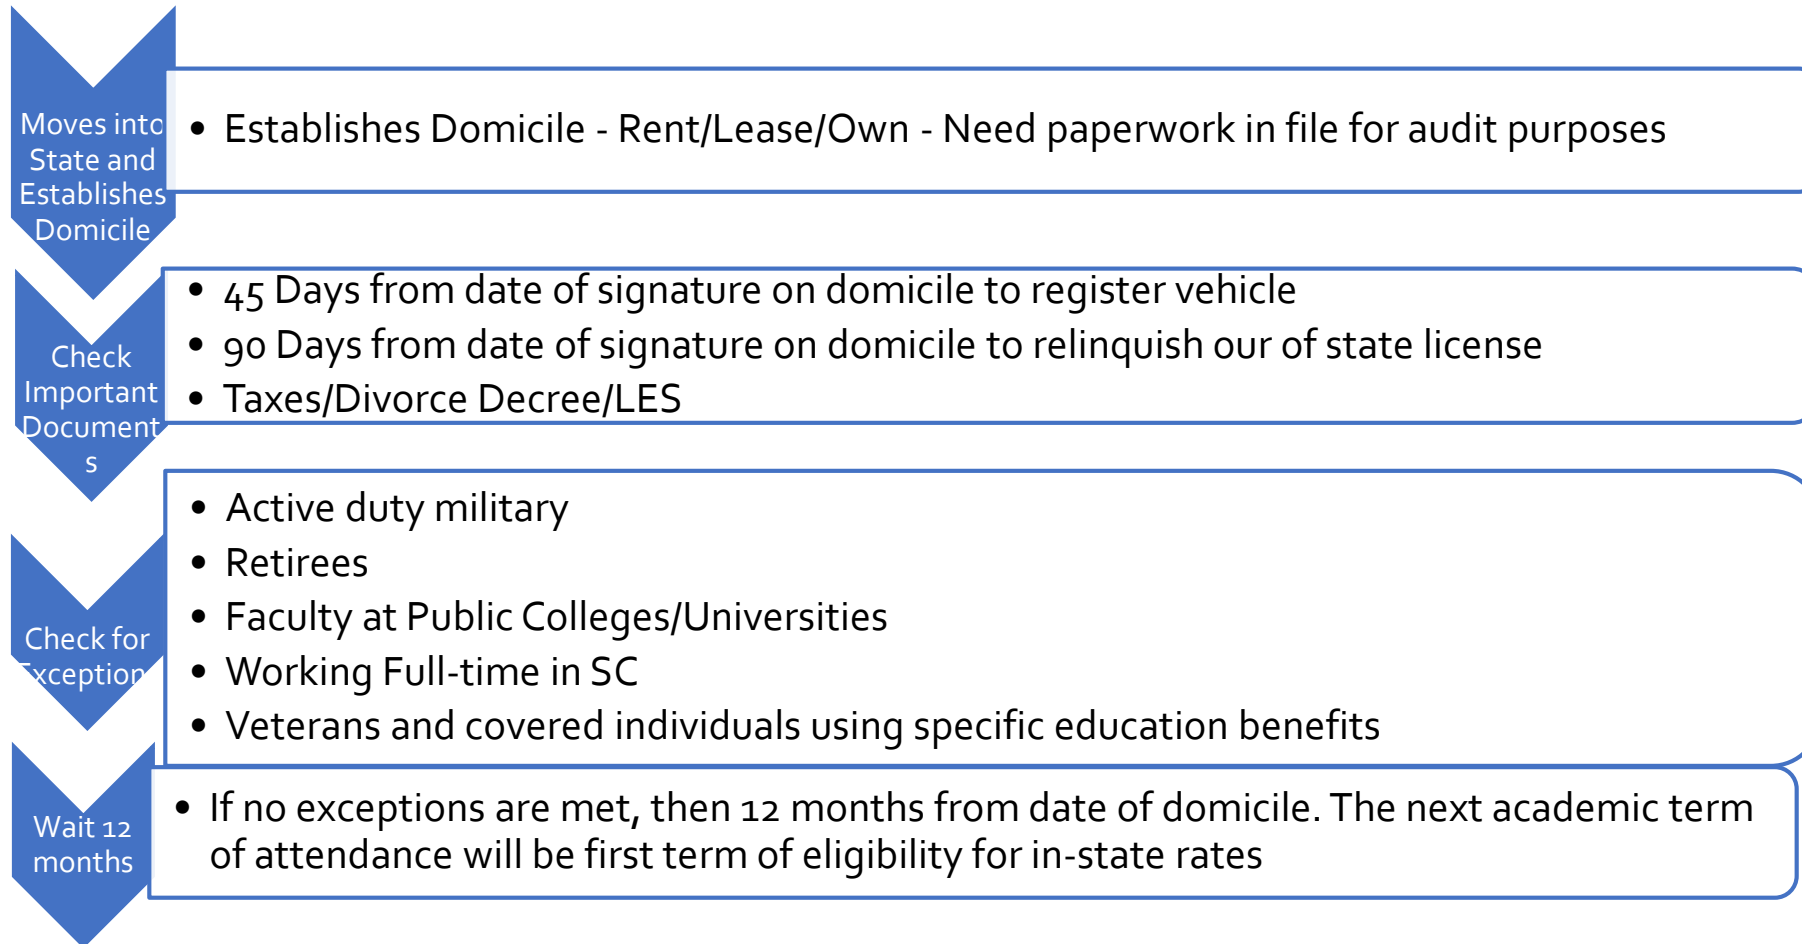 Moves into
State and
Establishes
Domicile
• Establishes Domicile - Rent/Lease/Own - Need paperwork in file for audit purposes
Check
Important
Document
s
• 45 Days from date of signature on domicile to register vehicle
• 90 Days from date of signature on domicile to relinquish our of state license
• Taxes/Divorce Decree/LES
Check for
Exception
• Active duty military
• Retirees
• Faculty at Public Colleges/Universities
• Working Full-time in SC
• Veterans and covered individuals using specific education benefits
Wait 12
months
• If no exceptions are met, then 12 months from date of domicile. The next academic term
of attendance will be first term of eligibility for in-state rates